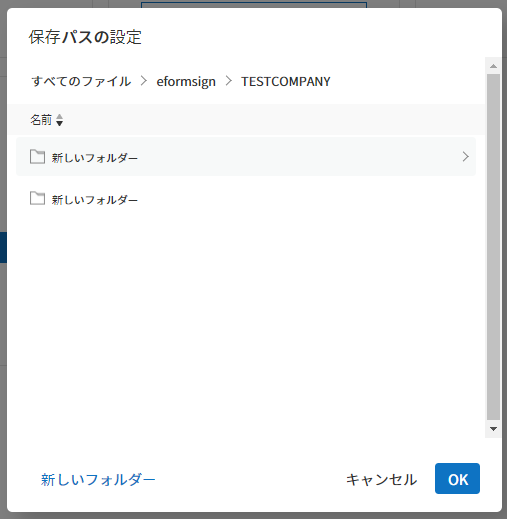 保存パスの設定
すべてのファイル > eformsign > TESTCOMPANY
名前
新しいフォルダー
新しいフォルダー
新しいフォルダー キャンセル OK